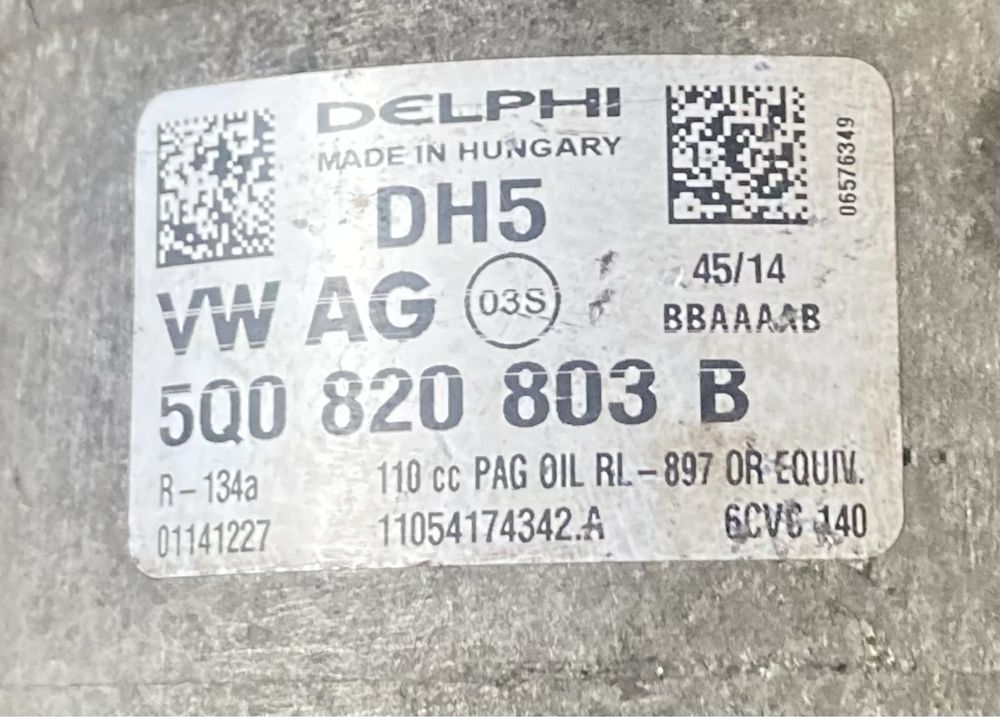 DELPHI
MADE IN HUNGARY
DH5
06576349
VW AG 03S
45/14
BBAAAAB
5Q0 820 803 B
R-134a 110 cc PAG OIL RL-897 OR EQUIV.
01141227 11054174342.A 6CVC 140